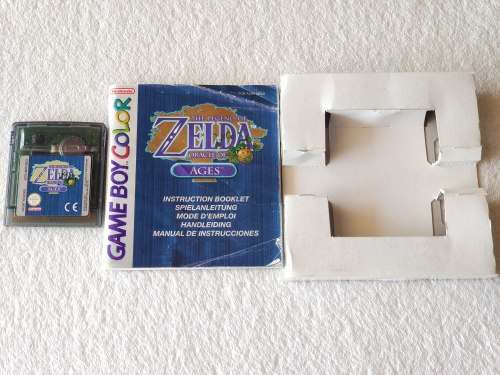 ZELDA
AGES
CE
Nintendo
GAME BOY COLOR
THE LEGEND OF
ZELDA
ORACLE OF
AGES
INSTRUCTION BOOKLET
SPIELANLEITUNG
MODE D'EMPLOI
HANDLEIDING
MANUAL DE INSTRUCCIONES